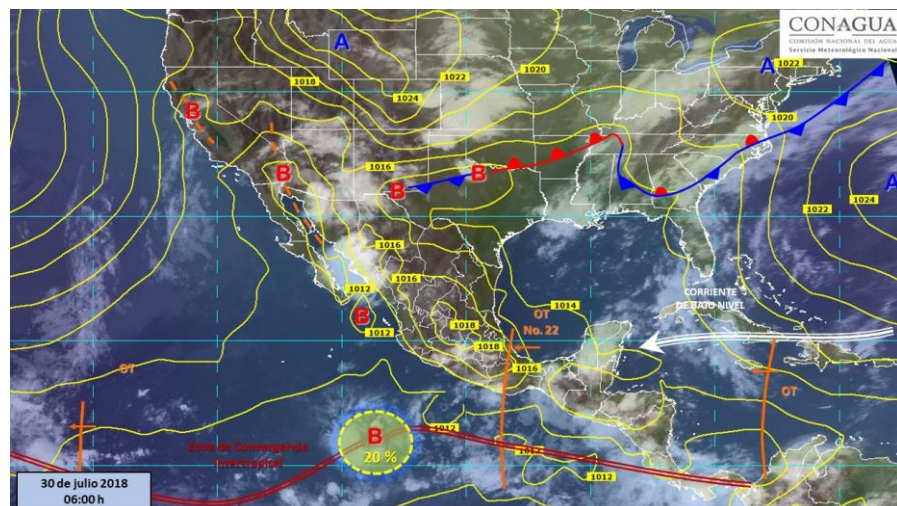 CONAGUA
COMISIÓN NACIONAL DEL AGUA
Servicio Meteorológico Nacional
A
1022
1018
1022
1020
A
1024
B
1020
1016
B
B
B
A
1022
1024
1016
1016
1012
CORRIENTE
DE BAJO NIVEL
1014
B
OT
No. 22
1012
1018
1018
1016
OT
OT
B
20 %
1012
Zona de Convergencia
Intertropical
1012
1012
30 de julio 2018
06:00 h